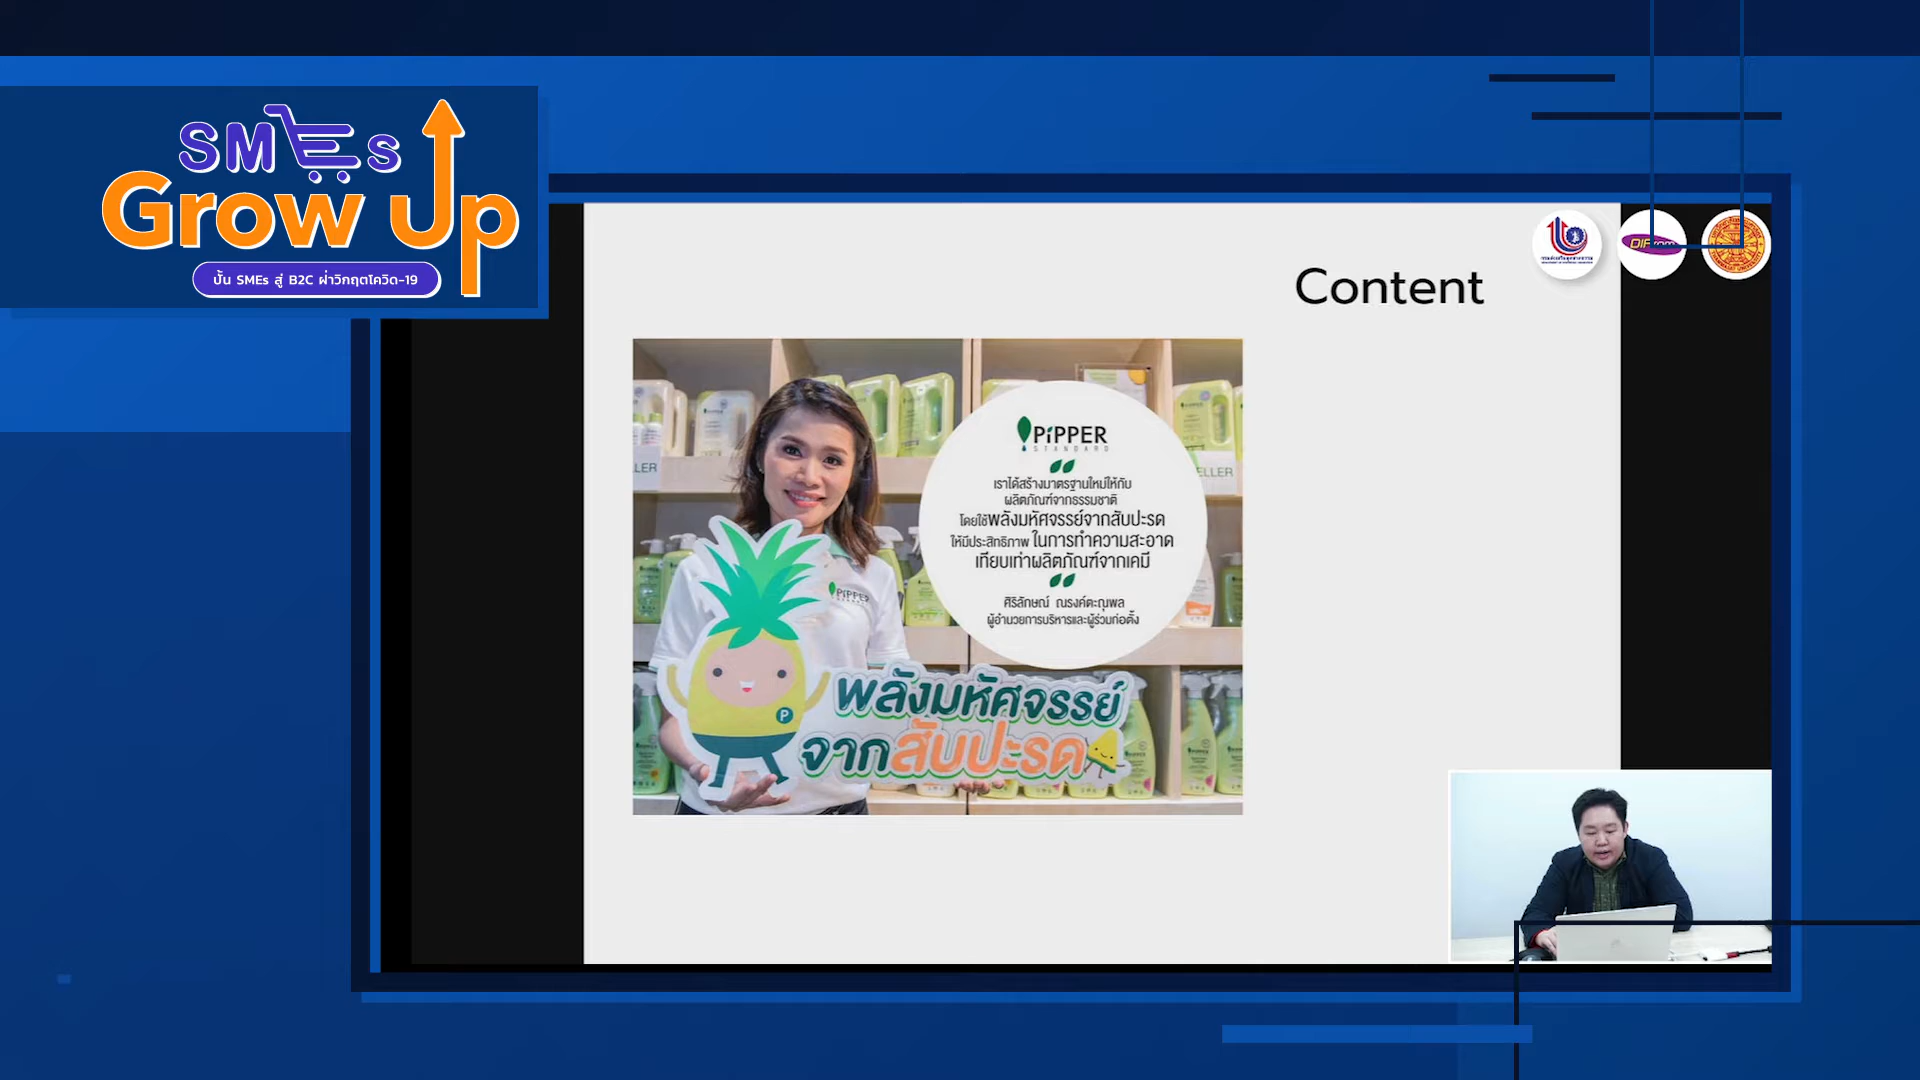 SMEs
Grow Up
ปั้น SMEs สู่ B2C ฝ่าวิกฤตโควิด-19
Content
DIProm
PiPPER
STANDARD
เราได้สร้างมาตรฐานใหม่ให้กับ
ผลิตภัณฑ์จากธรรมชาติ
โดยใช้พลังมหัศจรรย์จากสับปะรด
ให้มีประสิทธิภาพ ในการทำความสะอาด
เทียบเท่าผลิตภัณฑ์จากเคมี
ศิริลักษณ์ ณรงค์ตะณุพล
ผู้อำนวยการบริหารและผู้ร่วมก่อตั้ง
LLER
ELLER
PiPPER
P
พลังมหัศจรรย์
จากสับปะรด